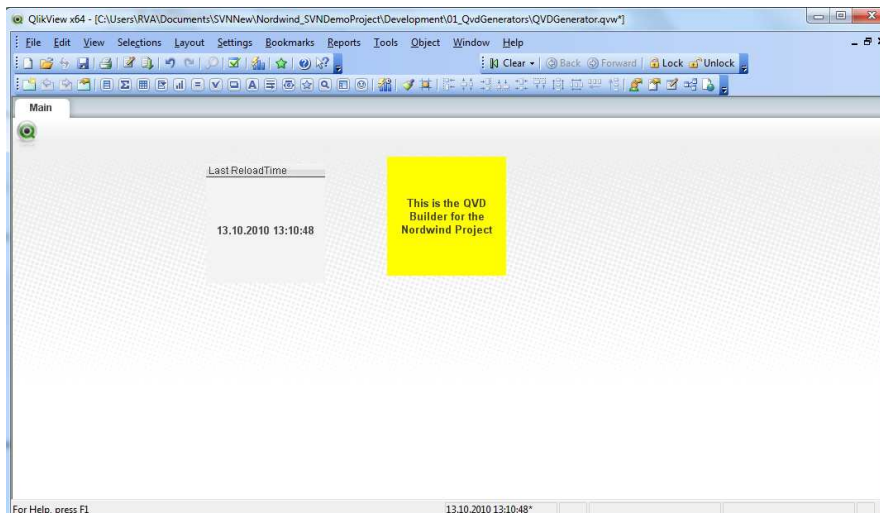 QlikView x64 - [C:\Users\RVA\Documents\SVNNew\Nordwind_SVNDemoProject\Development\01_QvdGenerators\QVDGenerator.qvw*]
File Edit View Selections Layout Settings Bookmarks Reports Tools Object Window Help
Clear Back Forward Lock Unlock
Main
Last ReloadTime
13.10.2010 13:10:48
This is the QVD
Builder for the
Nordwind Project
For Help, press F1 13.10.2010 13:10:48*